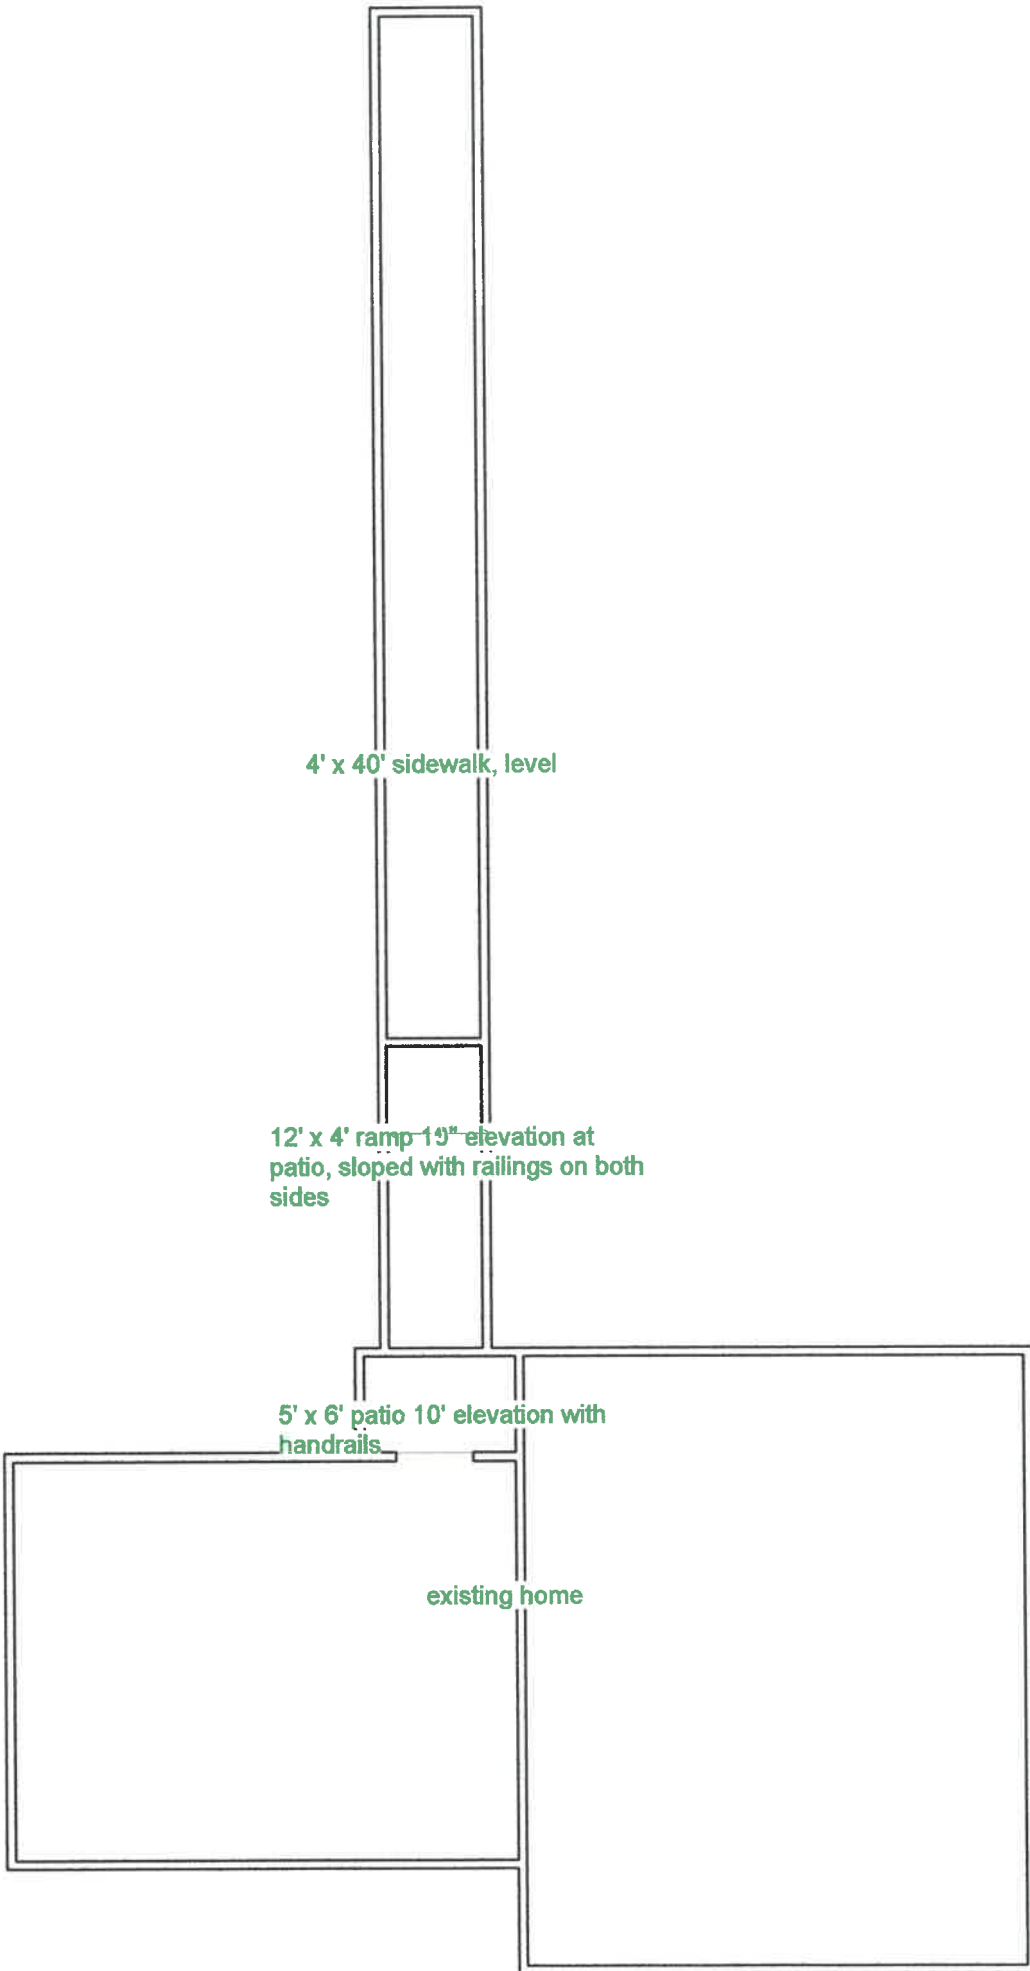 4' x 40' sidewalk, level
12' x 4' ramp 10" elevation at
patio, sloped with railings on both
sides
5' x 6' patio 10' elevation with
handrails
existing home